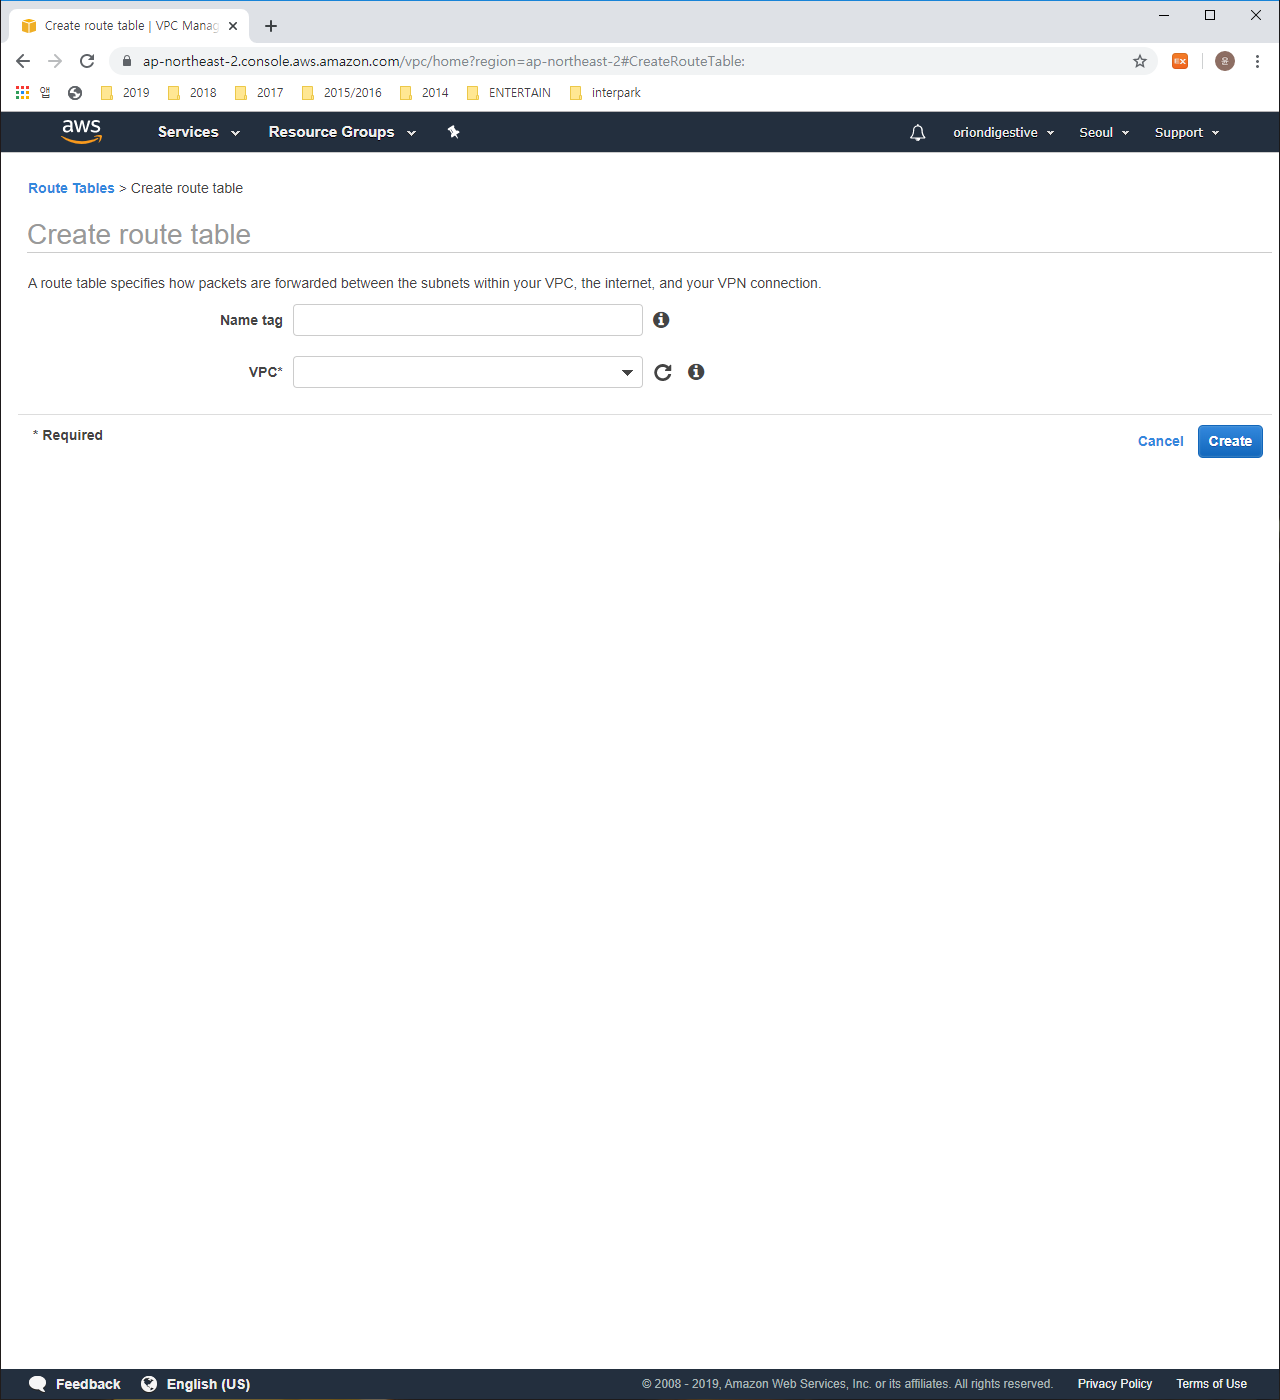 Create route table | VPC Manag
ap-northeast-2.console.aws.amazon.com/vpc/home?region=ap-northeast-2#CreateRouteTable:
2019 2018 2017 2015/2016 2014 ENTERTAIN interpark
aws Services Resource Groups oriondigestive Seoul Support
Route Tables > Create route table
Create route table
A route table specifies how packets are forwarded between the subnets within your VPC, the internet, and your VPN connection.
Name tag
VPC*
* Required
Cancel Create
Feedback English (US) © 2008 - 2019, Amazon Web Services, Inc. or its affiliates. All rights reserved. Privacy Policy Terms of Use